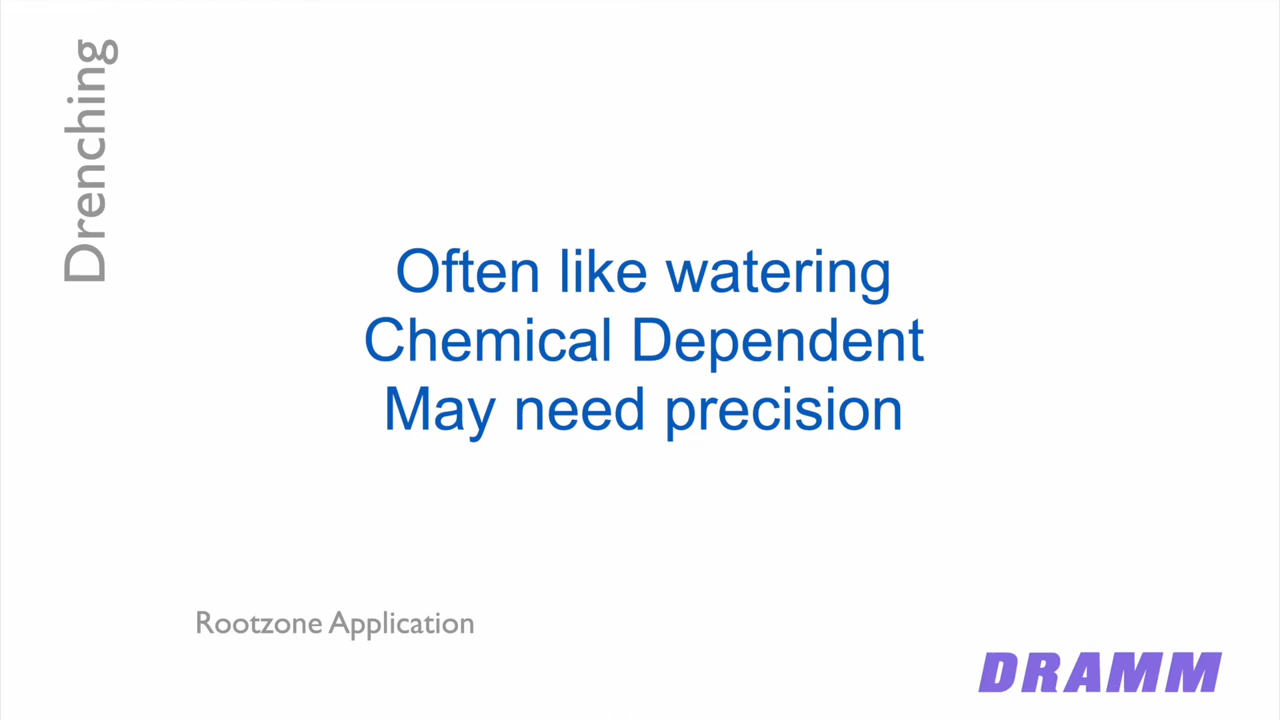 Drenching
Often like watering
Chemical Dependent
May need precision
Rootzone Application
DRAMM